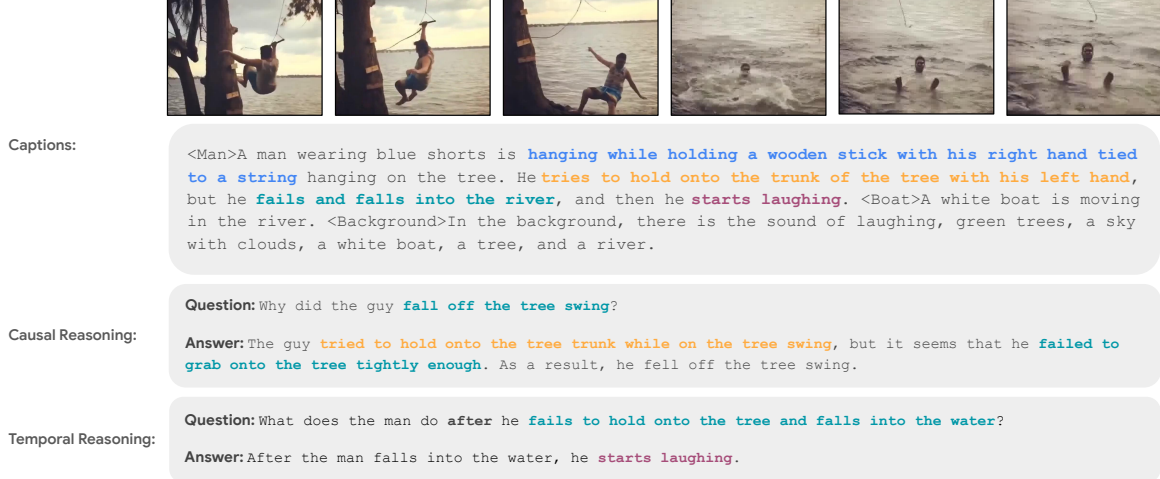 Captions:
<Man>A man wearing blue shorts is hanging while holding a wooden stick with his right hand tied
to a string hanging on the tree. He tries to hold onto the trunk of the tree with his left hand,
but he fails and falls into the river, and then he starts laughing. <Boat>A white boat is moving
in the river. <Background>In the background, there is the sound of laughing, green trees, a sky
with clouds, a white boat, a tree, and a river.
Causal Reasoning:
Question: Why did the guy fall off the tree swing?
Answer: The guy tried to hold onto the tree trunk while on the tree swing, but it seems that he failed to
grab onto the tree tightly enough. As a result, he fell off the tree swing.
Temporal Reasoning:
Question: What does the man do after he fails to hold onto the tree and falls into the water?
Answer: After the man falls into the water, he starts laughing.